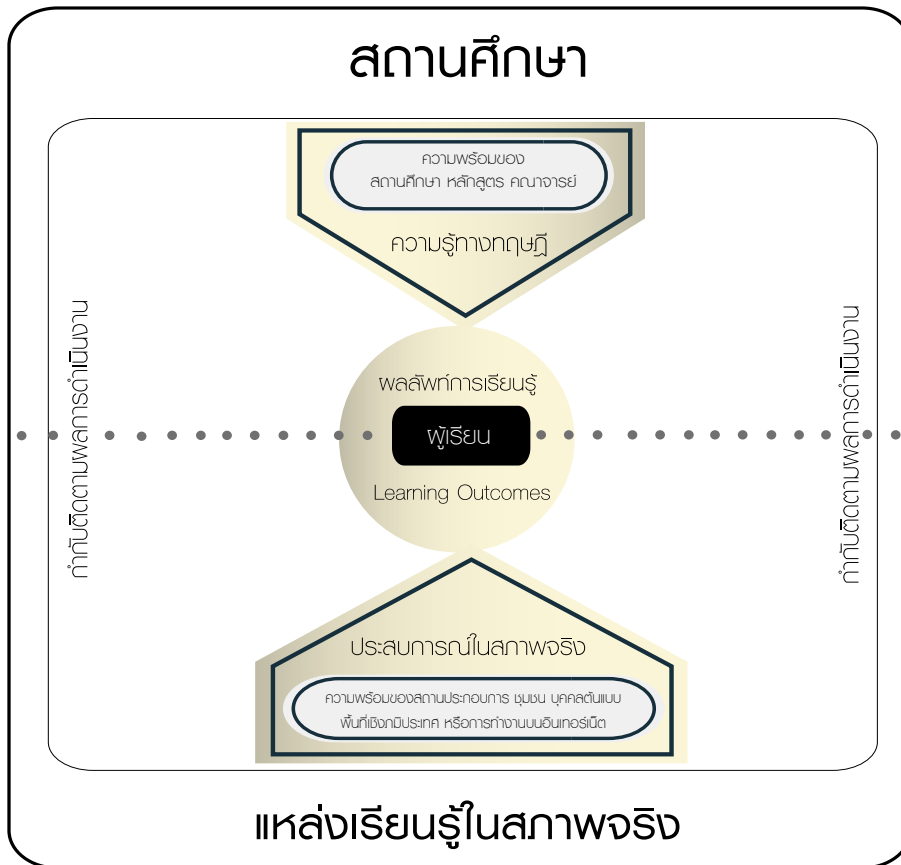 สถานศึกษา
ความพร้อมของ
สถานศึกษา หลักสูตร คณาจารย์
ความรู้ทางทฤษฎี
กำกับติดตามผลการดำเนินงาน
กำกับติดตามผลการดำเนินงาน
ผลลัพท์การเรียนรู้
ผู้เรียน
Learning Outcomes
ประสบการณ์ในสภาพจริง
ความพร้อมของสถานประกอบการ ชุมชน บุคคลต้นแบบ
พื้นที่เชิงภูมิประเทศ หรือการทำงานบนอินเทอร์เน็ต
แหล่งเรียนรู้ในสภาพจริง